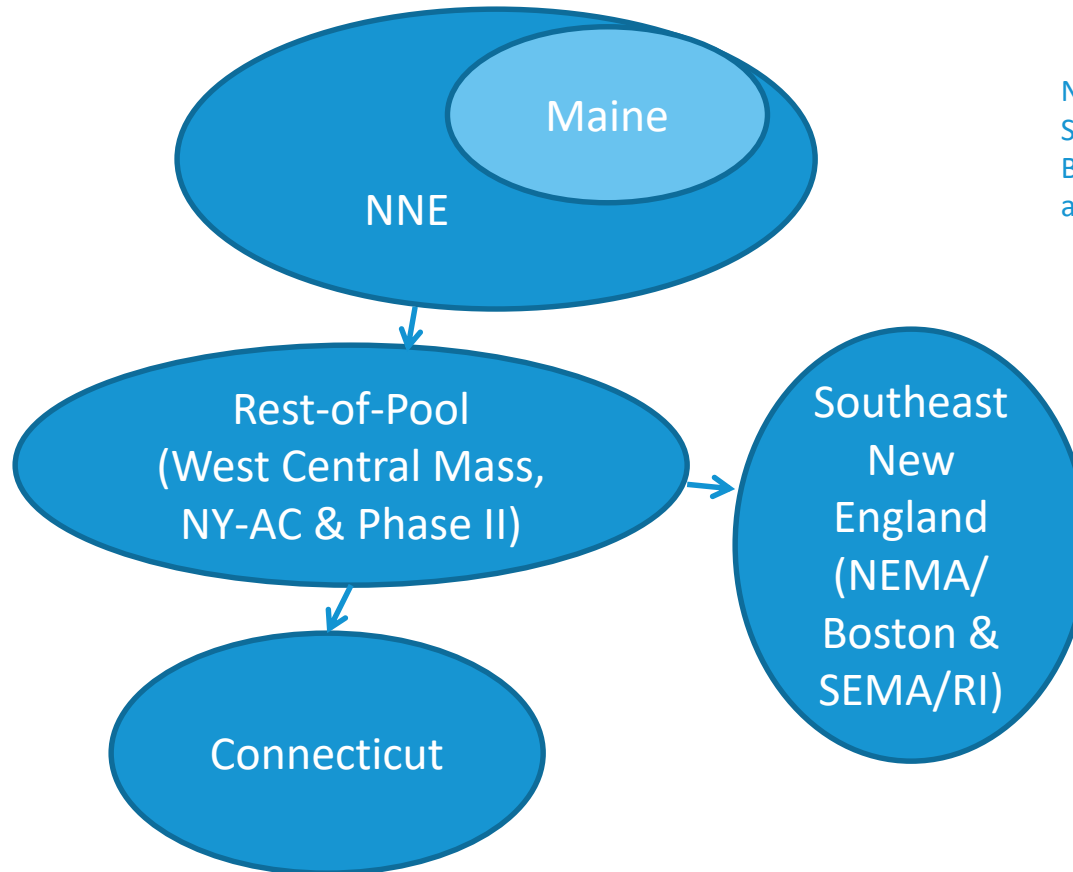 Maine
NNE
Rest-of-Pool
(West Central Mass,
NY-AC & Phase II)
Southeast
New
England
(NEMA/
Boston &
SEMA/RI)
Connecticut